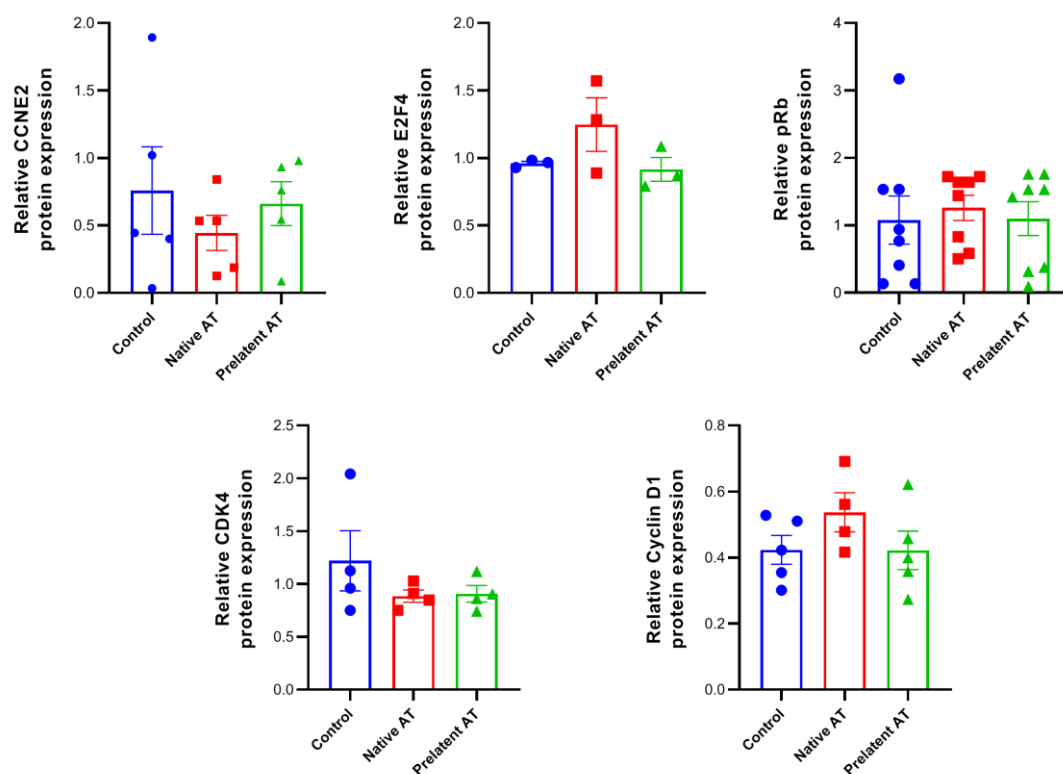 Relative CCNE2
protein expression
2.0
1.5
1.0
0.5
0.0
Control
Native AT
Prelatent AT
Relative E2F4
protein expression
2.0
1.5
1.0
0.5
0.0
Control
Native AT
Prelatent AT
Relative pRb
protein expression
4
3
2
1
0
Control
Native AT
Prelatent AT
Relative CDK4
protein expression
2.5
2.0
1.5
1.0
0.5
0.0
Control
Native AT
Prelatent AT
Relative Cyclin D1
protein expression
0.8
0.6
0.4
0.2
0.0
Control
Native AT
Prelatent AT